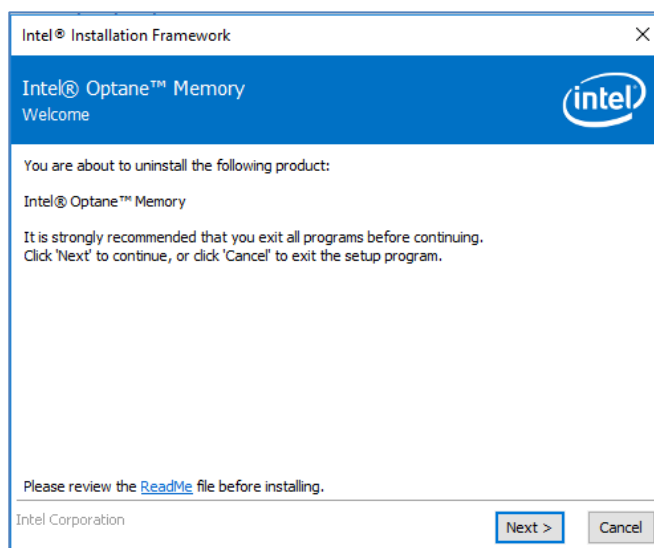 Intel® Installation Framework
Intel® Optane™ Memory
Welcome
intel
You are about to uninstall the following product:
Intel® Optane™ Memory
It is strongly recommended that you exit all programs before continuing.
Click 'Next' to continue, or click 'Cancel' to exit the setup program.
Please review the ReadMe file before installing.
Intel Corporation
Next >
Cancel